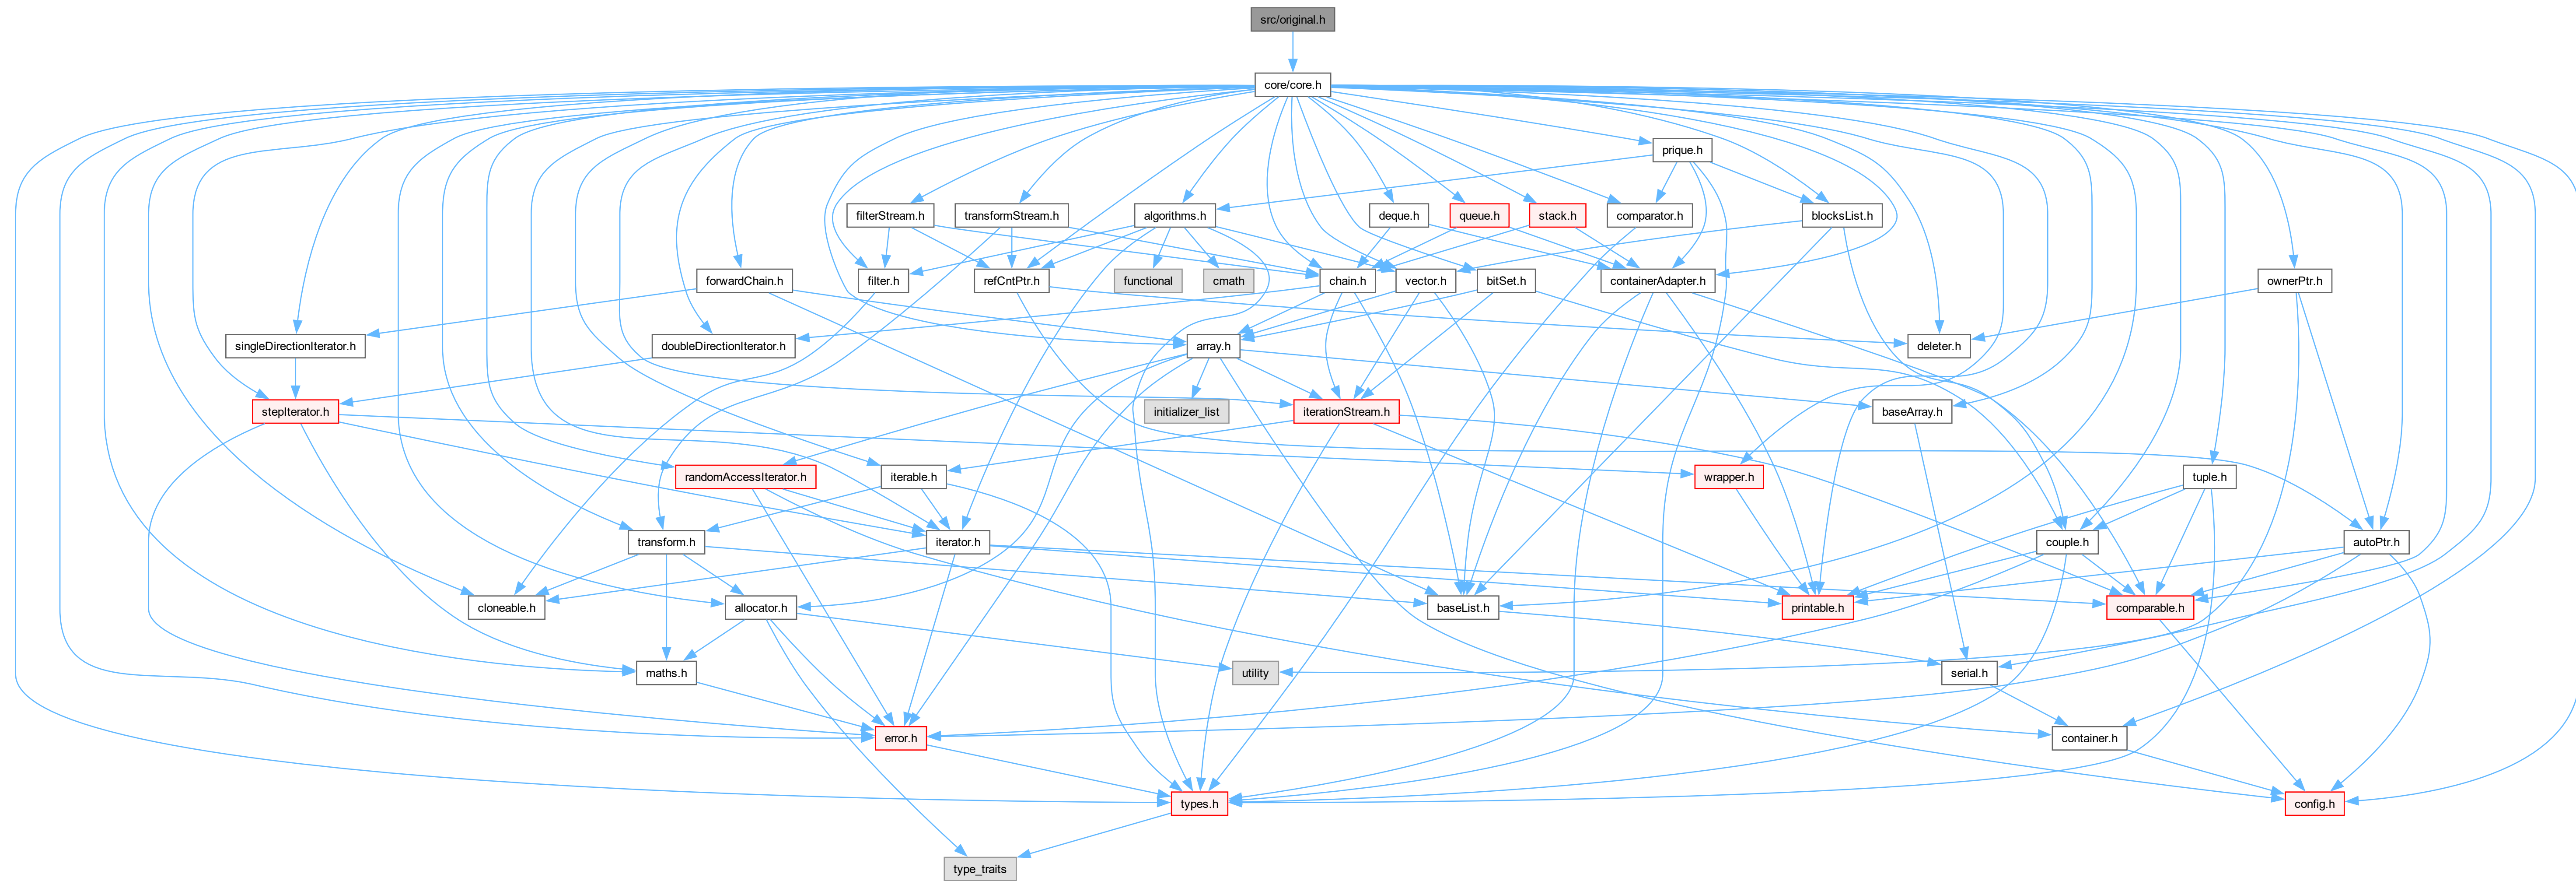 src/original.h
core/core.h
prique.h
filterStream.h
transformStream.h
algorithms.h
deque.h
queue.h
stack.h
comparator.h
blocksList.h
forwardChain.h
filter.h
refCntPtr.h
functional
cmath
chain.h
vector.h
bitSet.h
containerAdapter.h
ownerPtr.h
singleDirectionIterator.h
doubleDirectionIterator.h
array.h
deleter.h
stepIterator.h
initializer_list
iterationStream.h
baseArray.h
randomAccessIterator.h
iterable.h
wrapper.h
tuple.h
transform.h
iterator.h
couple.h
autoPtr.h
cloneable.h
allocator.h
baseList.h
printable.h
comparable.h
maths.h
utility
serial.h
error.h
container.h
types.h
config.h
type_traits